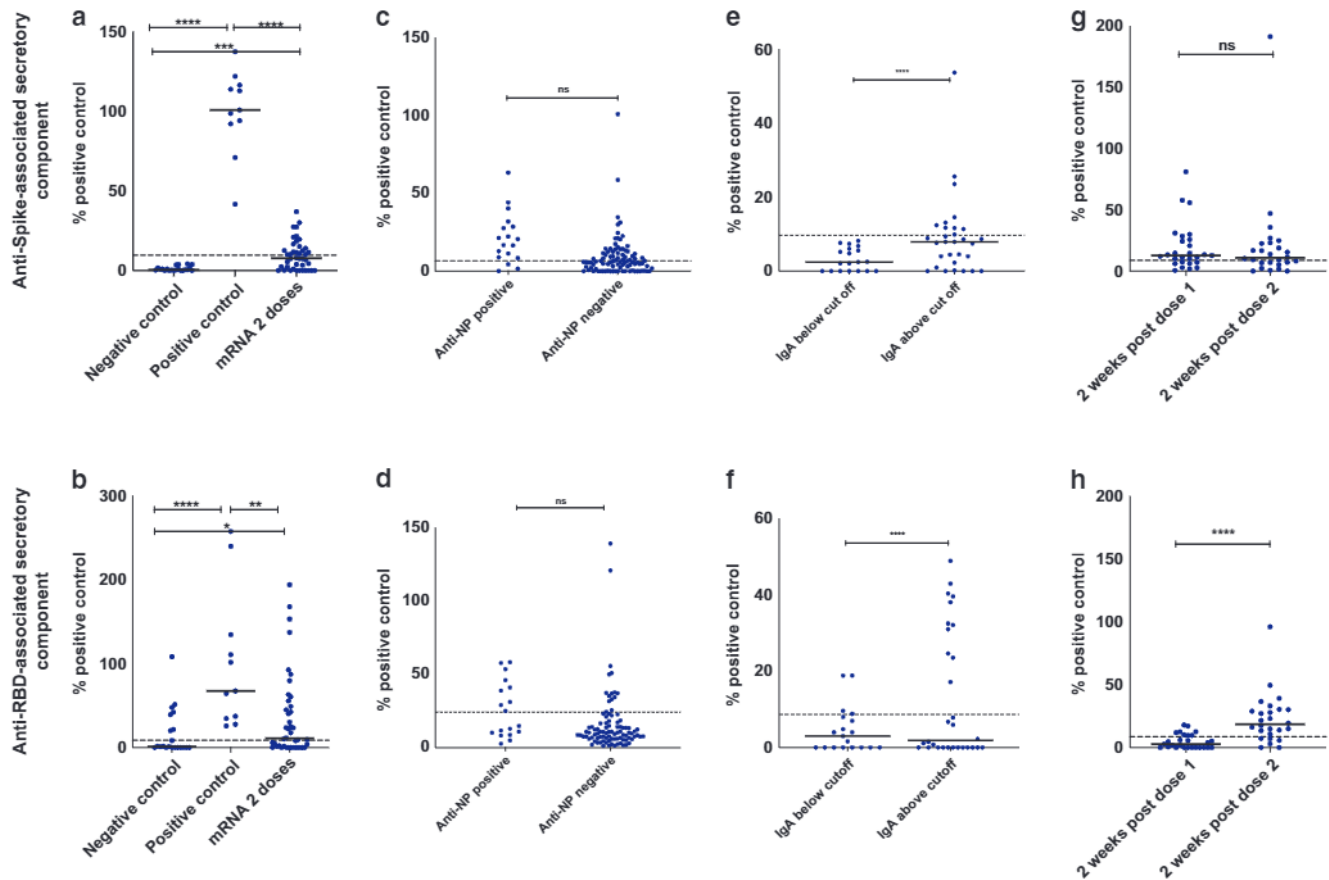 a
Anti-Spike-associated secretory
component
% positive control
150
100
50
0
****
****
***
Negative control
Positive control
mRNA 2 doses
c
% positive control
150
100
50
0
ns
Anti-NP positive
Anti-NP negative
e
% positive control
60
40
20
0
****
IgA below cut off
IgA above cut off
g
% positive control
200
150
100
50
0
ns
2 weeks post dose 1
2 weeks post dose 2
b
Anti-RBD-associated secretory
component
% positive control
300
200
100
0
****
**
*
Negative control
Positive control
mRNA 2 doses
d
% positive control
150
100
50
0
ns
Anti-NP positive
Anti-NP negative
f
% positive control
60
40
20
0
****
IgA below cutoff
IgA above cutoff
h
% positive control
200
150
100
50
0
****
2 weeks post dose 1
2 weeks post dose 2